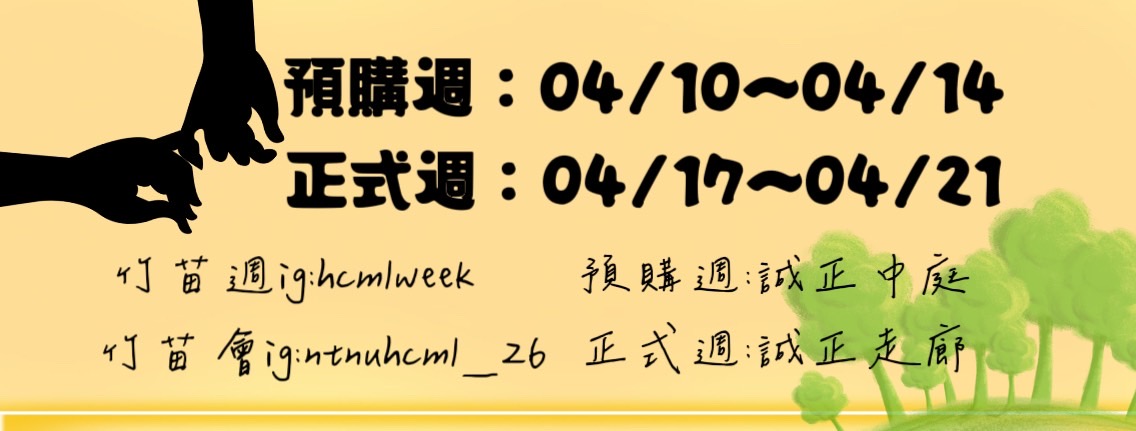 預購週：04/10～04/14
正式週：04/17～04/21
竹苗週ig:hcmlweek 預購週:誠正中庭
竹苗會ig:ntnuhcml__26 正式週:誠正走廊